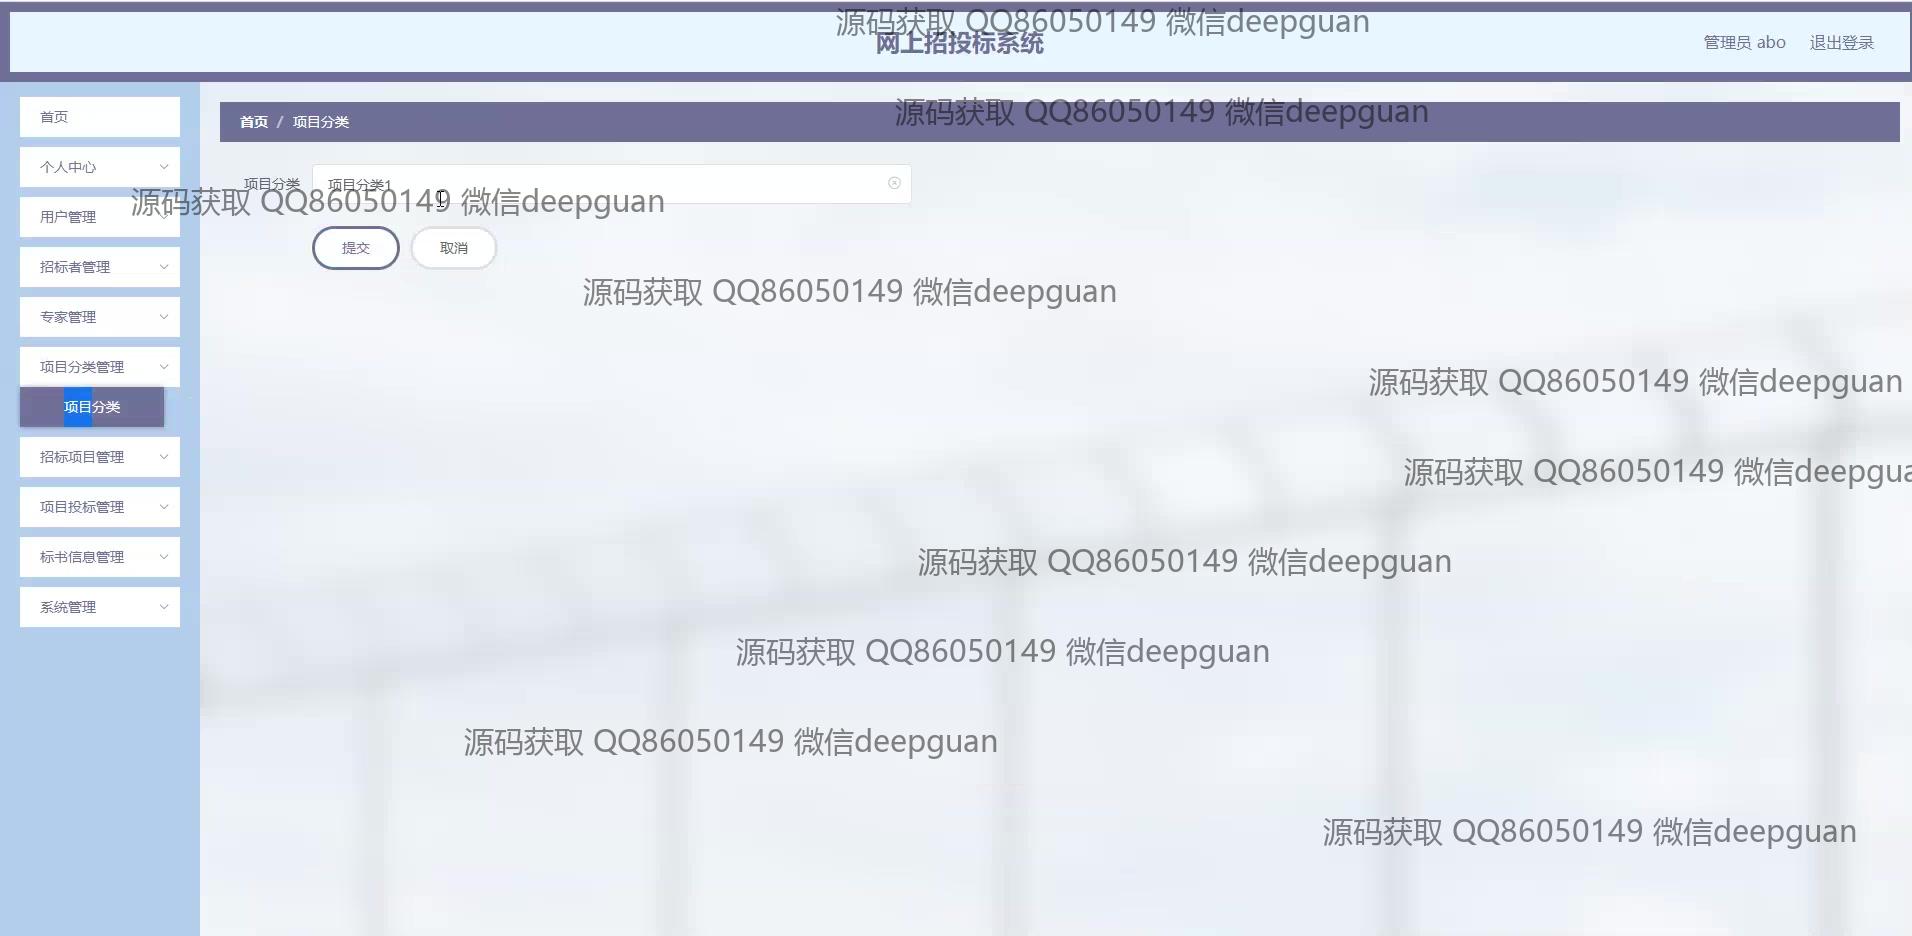 源码获取 QQ86050149 微信deepguan
网上招投标系统
管理员 abo
退出登录
首页
个人中心
用户管理
招标者管理
专家管理
项目分类管理
项目分类
招标项目管理
项目投标管理
标书信息管理
系统管理
首页 / 项目分类
源码获取 QQ86050149 微信deepguan
项目分类
项目分类1
源码获取 QQ86050149 微信deepguan
提交
取消
源码获取 QQ86050149 微信deepguan
源码获取 QQ86050149 微信deepguan
源码获取 QQ86050149 微信deepgua
源码获取 QQ86050149 微信deepguan
源码获取 QQ86050149 微信deepguan
源码获取 QQ86050149 微信deepguan
源码获取 QQ86050149 微信deepguan